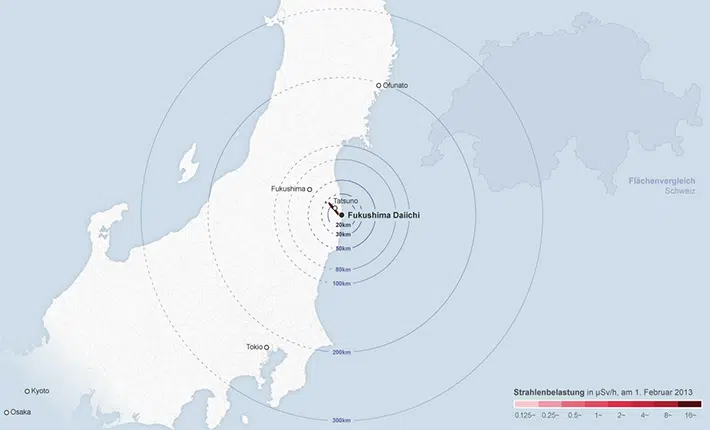 Ofunato
Flächenvergleich
Schweiz
Fukushima
Tatsuno
Fukushima Daiichi
20km
30km
50km
80km
100km
Tokio
200km
Kyoto
Osaka
300km
Strahlenbelastung in µSv/h, am 1. Februar 2013
0.125~ 0.25~ 0.5~ 1~ 2~ 4~ 8~ 16~